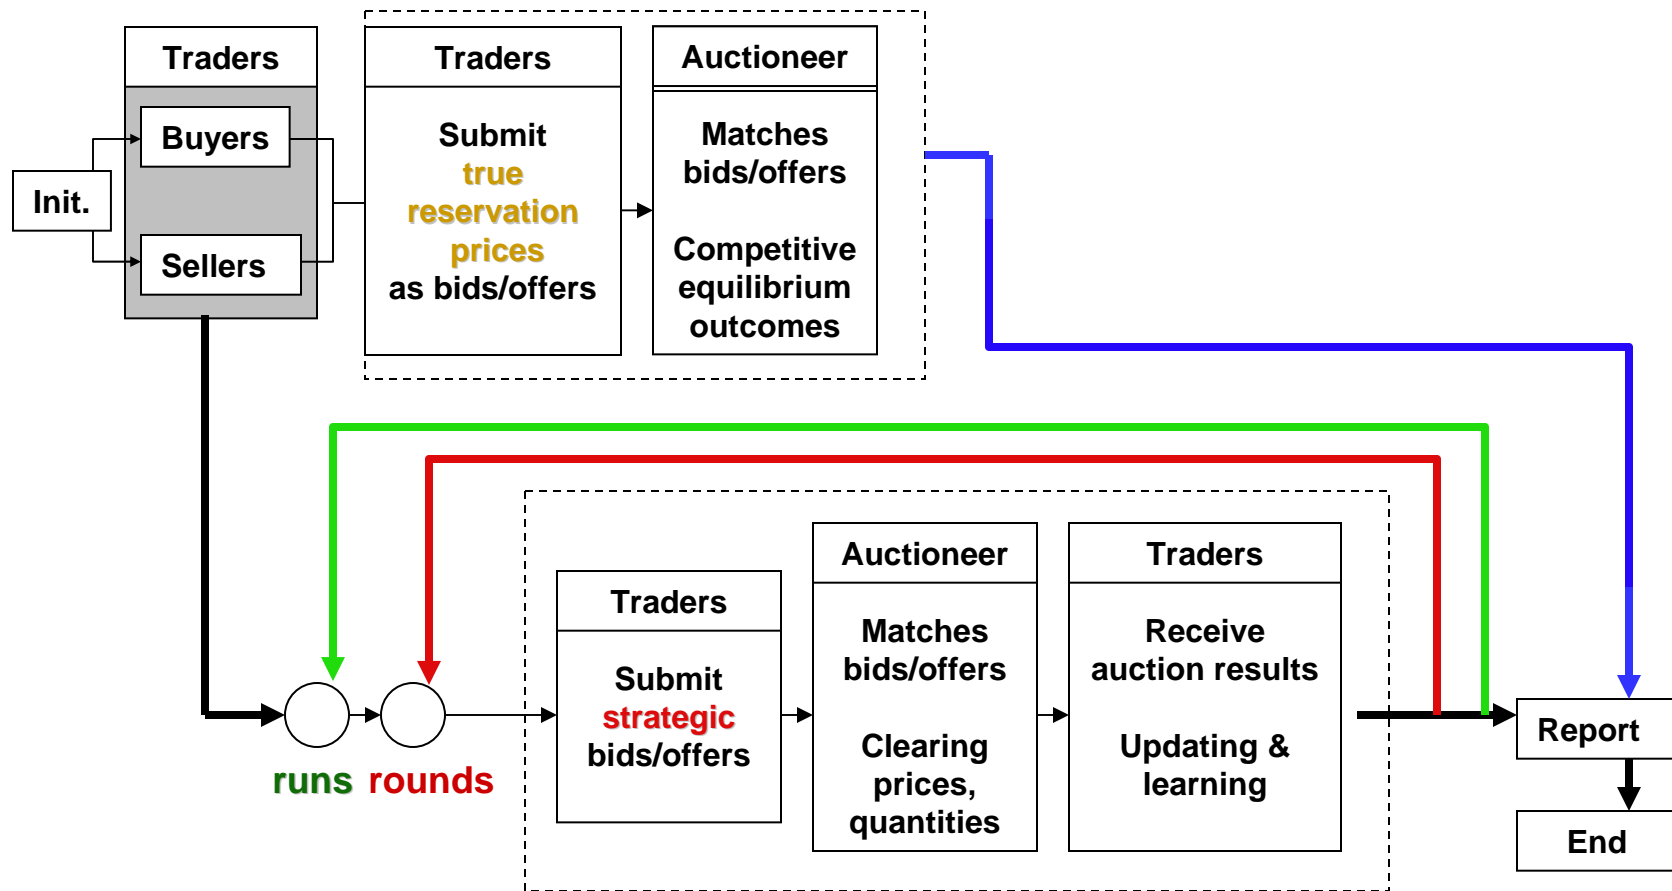 Init.
Traders
Buyers
Sellers
Traders
Submit
true
reservation
prices
as bids/offers
Auctioneer
Matches
bids/offers
Competitive
equilibrium
outcomes
runs
rounds
Traders
Submit
strategic
bids/offers
Auctioneer
Matches
bids/offers
Clearing
prices,
quantities
Traders
Receive
auction results
Updating &
learning
Report
End